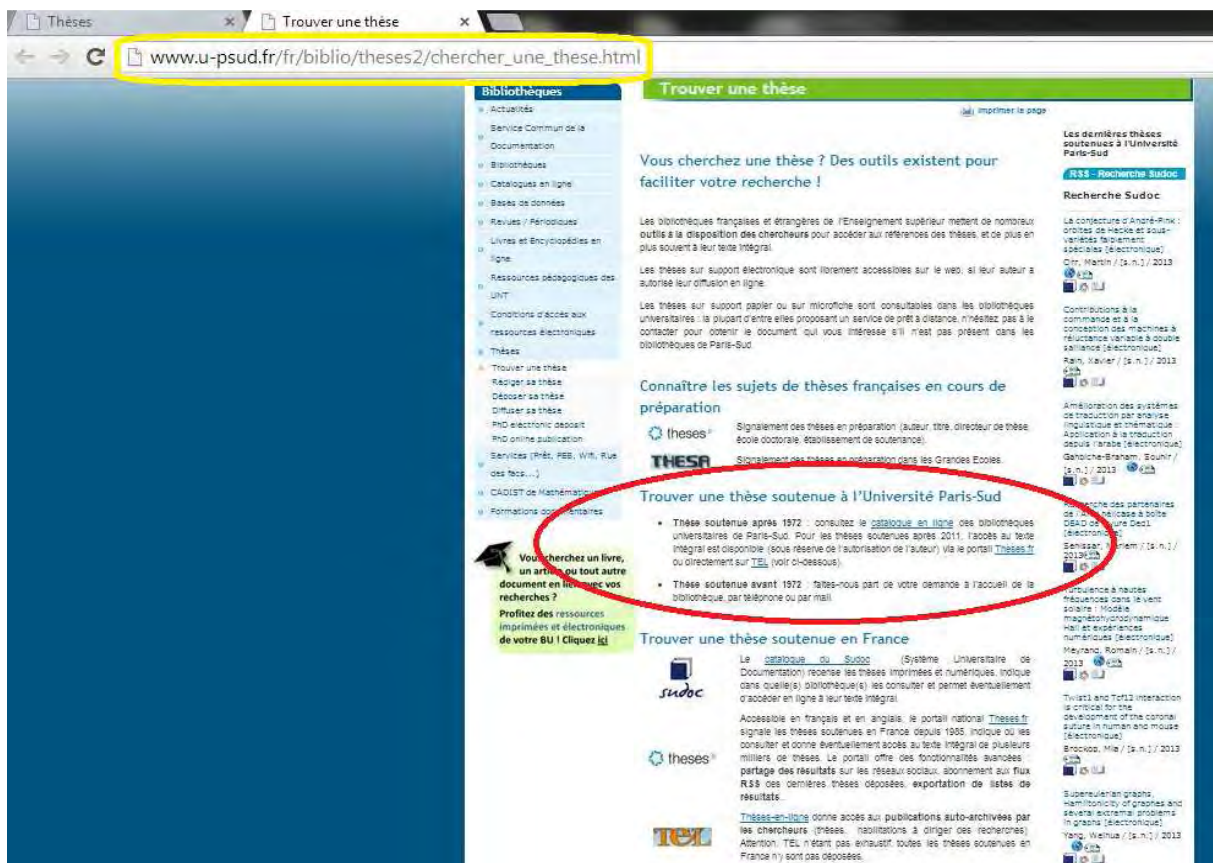 Thèses
Trouver une thèse
www.u-psud.fr/fr/biblio/theses2/chercher_une_these.html
Bibliothèques
Actualités
Service Commun de la
Documentation
Bibliothèques
Catalogues en ligne
Bases de données
Revues / Périodiques
Livres et Encyclopédies en
ligne
Ressources pédagogiques des
UNT
Conditions d'accès aux
ressources électroniques
Thèses
Trouver une thèse
Rédiger sa thèse
Déposer sa thèse
Diffuser sa thèse
PhD electronic deposit
PhD online publication
Services (Prêt, PEB, Wifi, Rue
des facs...)
CADIST de Mathématiques
Formations documentaires
Vous cherchez un livre,
un article ou tout autre
document en lien avec vos
recherches ?
Profitez des ressources
imprimées et électroniques
de votre BU ! Cliquez ici
Trouver une thèse
Imprimer la page
Vous cherchez une thèse ? Des outils existent pour
faciliter votre recherche !
Les bibliothèques françaises et étrangères de l'Enseignement supérieur mettent de nombreux
outils à la disposition des chercheurs pour accéder aux références des thèses, et de plus en
plus souvent à leur texte intégral.
Les thèses sur support électronique sont librement accessibles sur le web, si leur auteur a
autorisé leur diffusion en ligne.
Les thèses sur support papier ou sur microfiche sont consultables dans les bibliothèques
universitaires : la plupart d'entre elles proposant un service de prêt à distance, n'hésitez pas à le
contacter pour obtenir le document qui vous intéresse s'il n'est pas présent dans les
bibliothèques de Paris-Sud.
Connaître les sujets de thèses françaises en cours de
préparation
theses
Signalement des thèses en préparation (auteur, titre, directeur de thèse,
école doctorale, établissement de soutenance).
THESA
Signalement des thèses en préparation dans les Grandes Ecoles.
Trouver une thèse soutenue à l'Université Paris-Sud
Thèse soutenue après 1972 : consultez le catalogue en ligne des bibliothèques
universitaires de Paris-Sud. Pour les thèses soutenues après 2011, l'accès au texte
intégral est disponible (sous réserve de l'autorisation de l'auteur) via le portail Theses.fr
ou directement sur TEL (voir ci-dessous).
Thèse soutenue avant 1972 : faites-nous part de votre demande à l'accueil de la
bibliothèque, par téléphone ou par mail.
Trouver une thèse soutenue en France
sudoc
Le catalogue du Sudoc (Système Universitaire de
Documentation) recense les thèses imprimées et numériques, indique
dans quelle(s) bibliothèque(s) les consulter et permet éventuellement
d'accéder en ligne à leur texte intégral.
theses
Accessible en français et en anglais, le portail national Theses.fr
signale les thèses soutenues en France depuis 1985, indique où les
consulter et donne éventuellement accès au texte intégral de plusieurs
milliers de thèses. Le portail offre des fonctionnalités avancées :
partage des résultats sur les réseaux sociaux, abonnement aux flux
RSS des dernières thèses déposées, exportation de listes de
résultats...
TEL
Thèses-en-ligne donne accès aux publications auto-archivées par
les chercheurs (thèses, habilitations à diriger des recherches).
Attention, TEL n'étant pas exhaustif, toutes les thèses soutenues en
France n'y sont pas déposées.
Les dernières thèses
soutenues à l'Université
Paris-Sud
RSS - Recherche Sudoc
Recherche Sudoc
La conjecture d'André-Pink :
orbites de Hecke et sous-
variétés faiblement
spéciales [électronique]
Orr, Martin / [s.n.] / 2013
Contributions à la
commande et à la
conception des machines à
réluctance variable à double
saillance [électronique]
Rain, Xavier / [s.n.] / 2013
Amélioration des systèmes
de traduction par analyse
linguistique et thématique :
Application à la traduction
depuis l'arabe [électronique]
Gahbiche-Braham, Souhir /
[s.n.] / 2013
Recherche des partenaires
de l'ARN hélicase à boîte
DEAD de levure Ded1
[électronique]
Senissar, Meriem / [s.n.] /
2013
Turbulence à hautes
fréquences dans le vent
solaire : Modèle
magnétohydrodynamique
Hall et expériences
numériques [électronique]
Meyrand, Romain / [s.n.] /
2013
Twist1 and Tcf12 interaction
is critical for the
development of the coronal
suture in human and mouse
[électronique]
Brockop, Mia / [s.n.] / 2013
Supereulerian graphs,
Hamiltonicity of graphes and
several extremal problems
in graphs [électronique]
Yang, Weihua / [s.n.] / 2013